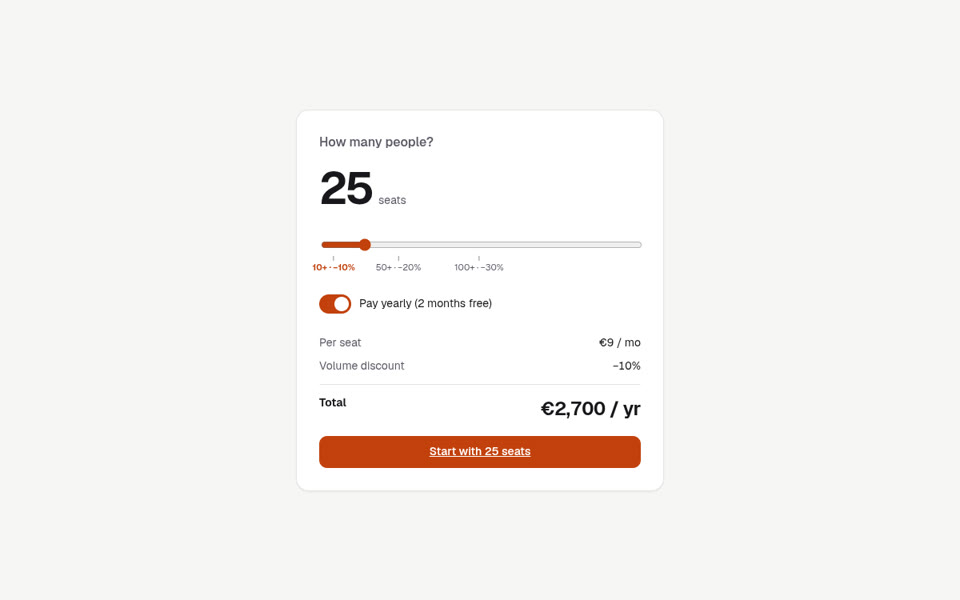 How many people?
25 seats
10+ · −10% 50+ · −20% 100+ · −30%
Pay yearly (2 months free)
Per seat €9 / mo
Volume discount −10%
Total €2,700 / yr
Start with 25 seats